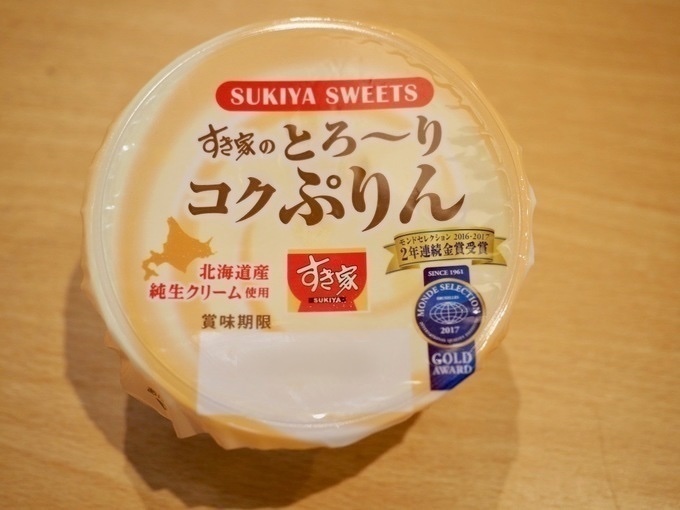 SUKIYA SWEETS
すき家の とろ〜り
コクぷりん
モンドセレクション 2016-2017
2年連続金賞受賞
北海道産
純生クリーム使用
すき家
SUKIYA
賞味期限
SINCE 1961
MONDE SELECTION
BRUXELLES
2017
GOLD
AWARD